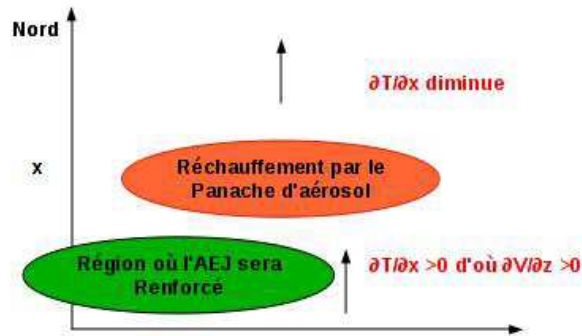 Nord
∂T/∂x diminue
x
Réchauffement par le
Panache d'aérosol
Région où l'AEJ sera
Renforcé
∂T/∂x >0 d'où ∂V/∂z >0